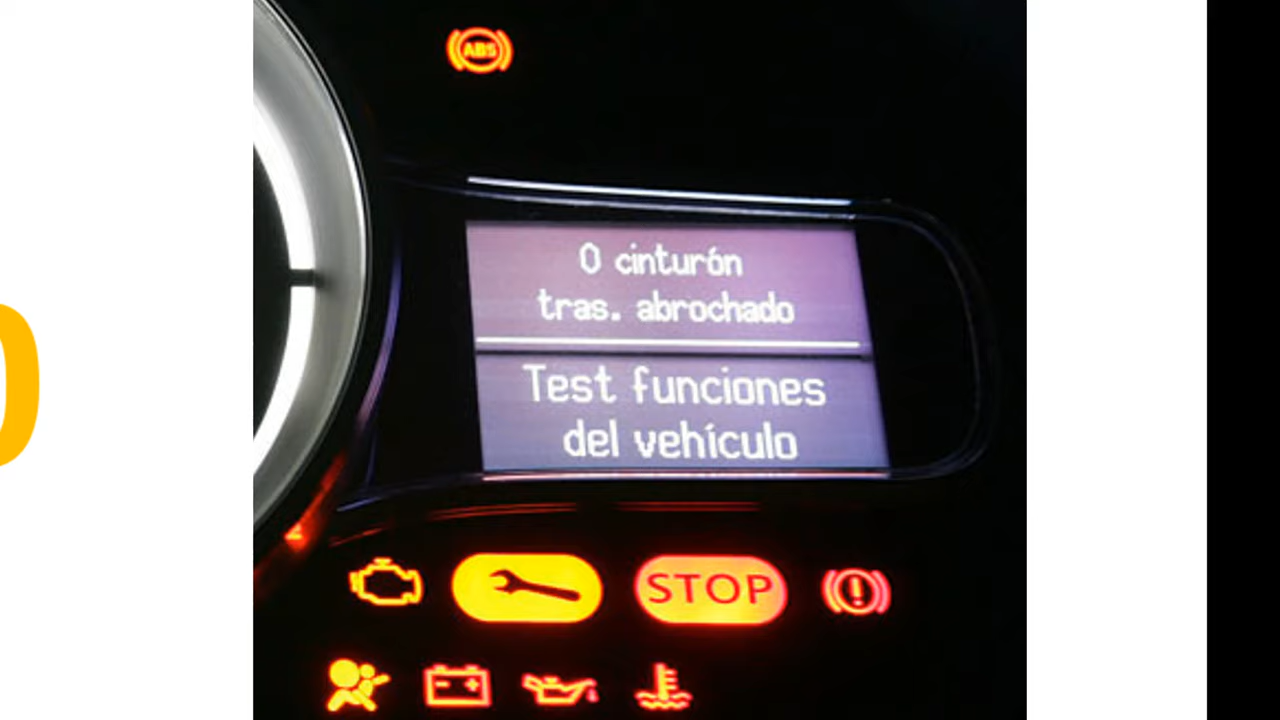 ABS
0 cinturón
tras. abrochado
Test funciones
del vehículo
STOP